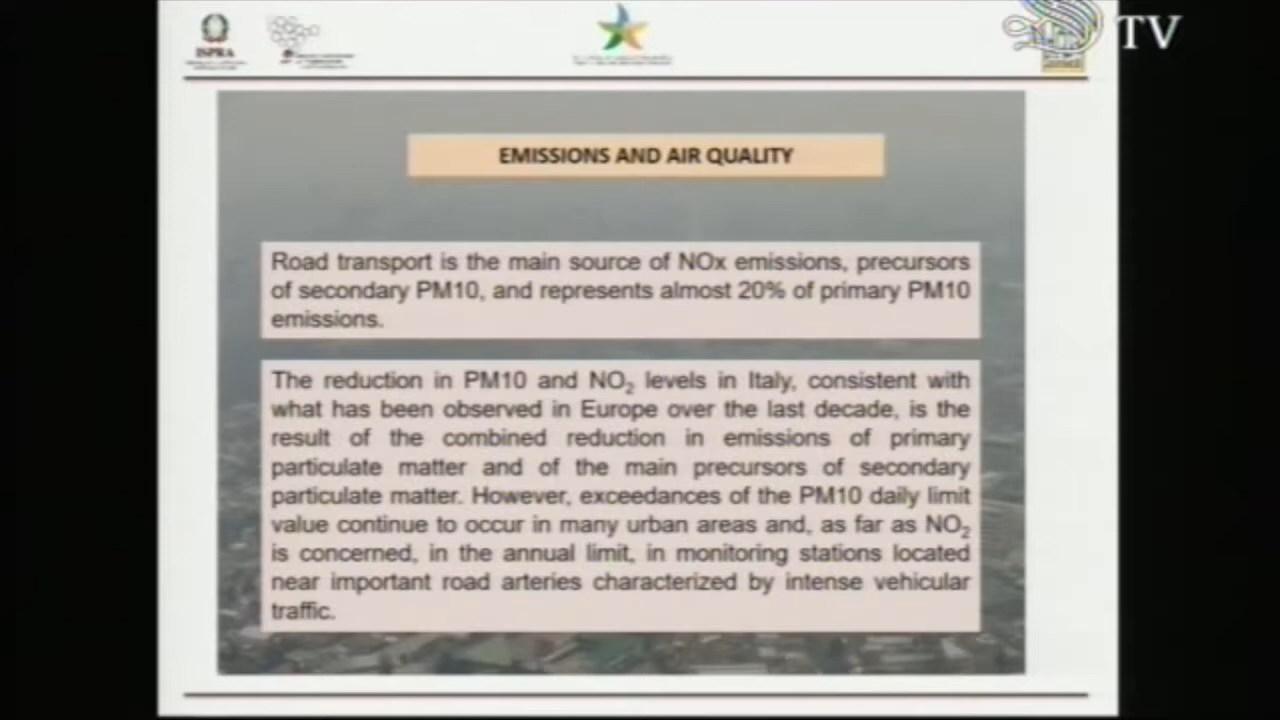 ISPRA
TV
EMISSIONS AND AIR QUALITY
Road transport is the main source of NOx emissions, precursors
of secondary PM10, and represents almost 20% of primary PM10
emissions.
The reduction in PM10 and NO₂ levels in Italy, consistent with
what has been observed in Europe over the last decade, is the
result of the combined reduction in emissions of primary
particulate matter and of the main precursors of secondary
particulate matter. However, exceedances of the PM10 daily limit
value continue to occur in many urban areas and, as far as NO₂
is concerned, in the annual limit, in monitoring stations located
near important road arteries characterized by intense vehicular
traffic.